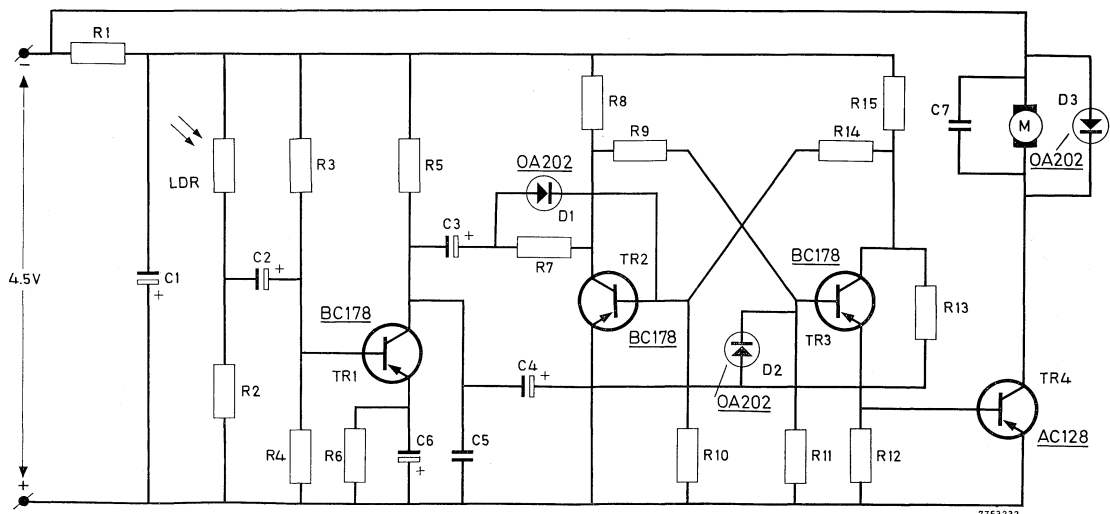 R1
−
4.5V
+
C1
LDR
R2
C2
+
R3
R4
BC178
TR1
R5
R6
C6
+
C5
C3
+
OA202
D1
R7
C4
+
R8
R9
TR2
BC178
R10
R14
R15
BC178
TR3
D2
OA202
R11
R12
R13
C7
M
D3
OA202
TR4
AC128
7753232